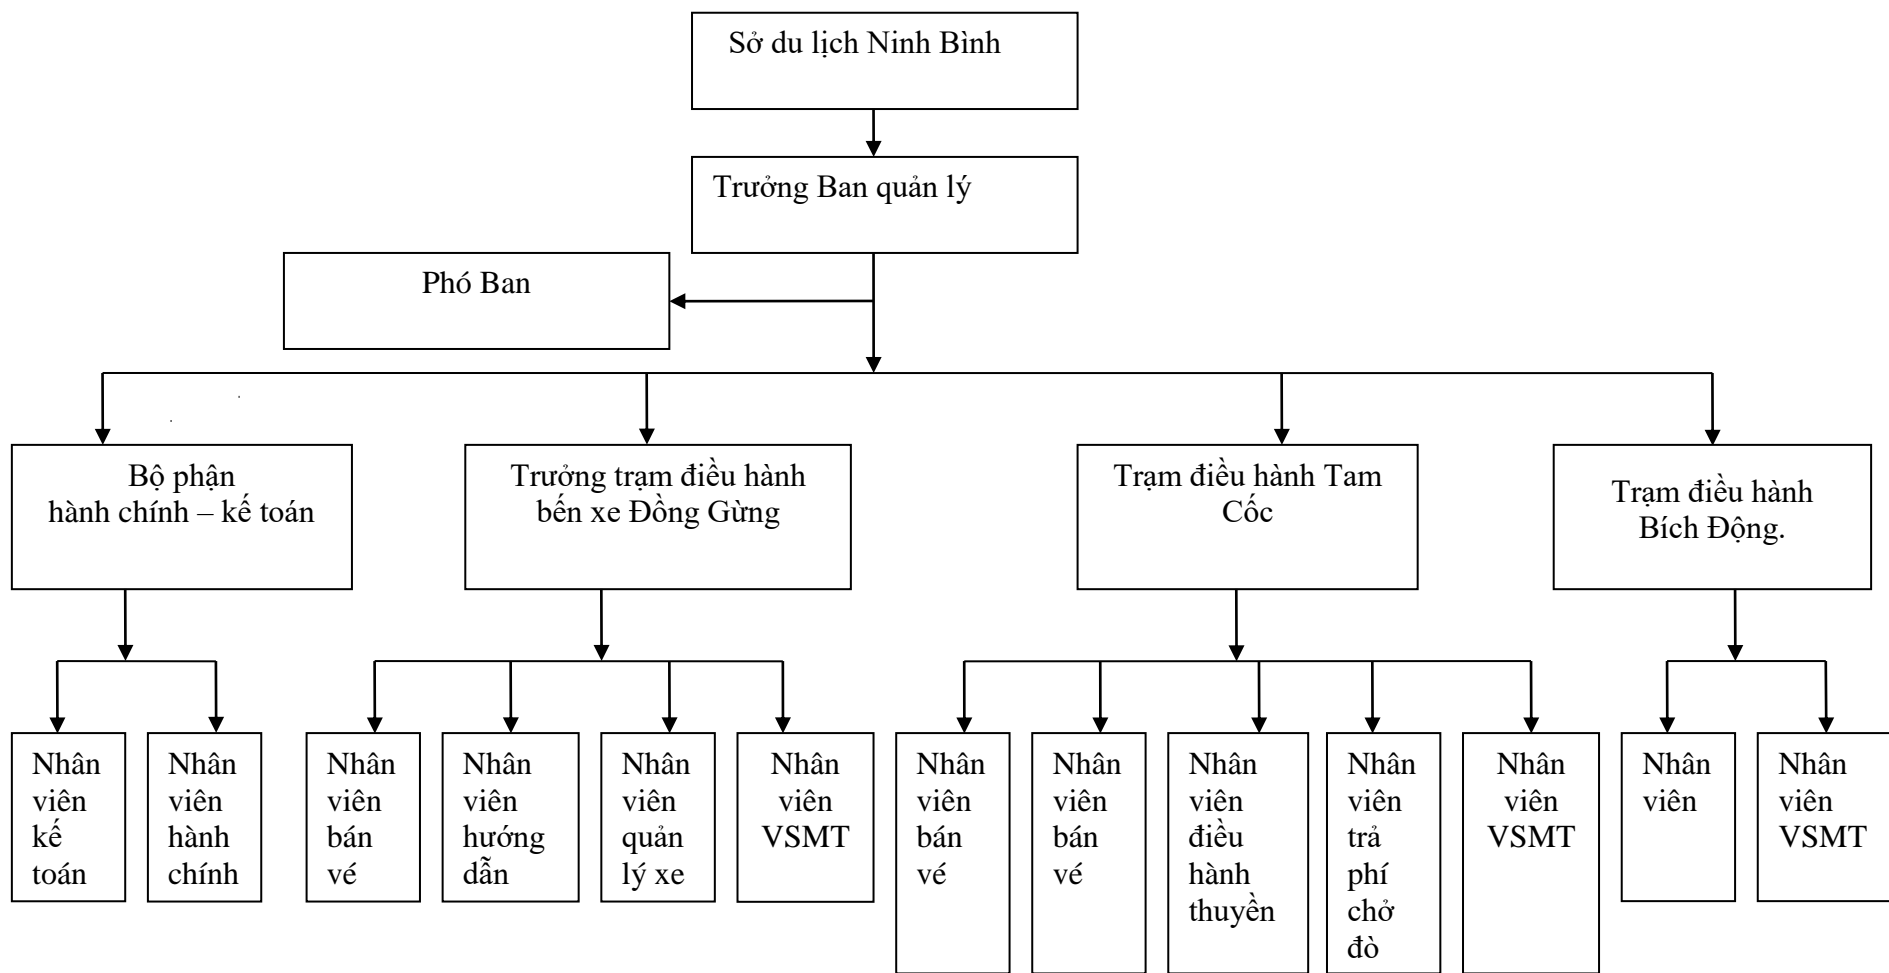 Sở du lịch Ninh Bình
Trưởng Ban quản lý
Phó Ban
Bộ phận
hành chính – kế toán
Trưởng trạm điều hành
bến xe Đồng Gừng
Trạm điều hành Tam
Cốc
Trạm điều hành
Bích Động.
Nhân
viên
kế
toán
Nhân
viên
hành
chính
Nhân
viên
bán
vé
Nhân
viên
hướng
dẫn
Nhân
viên
quản
lý xe
Nhân
viên
VSMT
Nhân
viên
bán
vé
Nhân
viên
bán
vé
Nhân
viên
điều
hành
thuyền
Nhân
viên
trả
phí
chở
đò
Nhân
viên
VSMT
Nhân
viên
Nhân
viên
VSMT